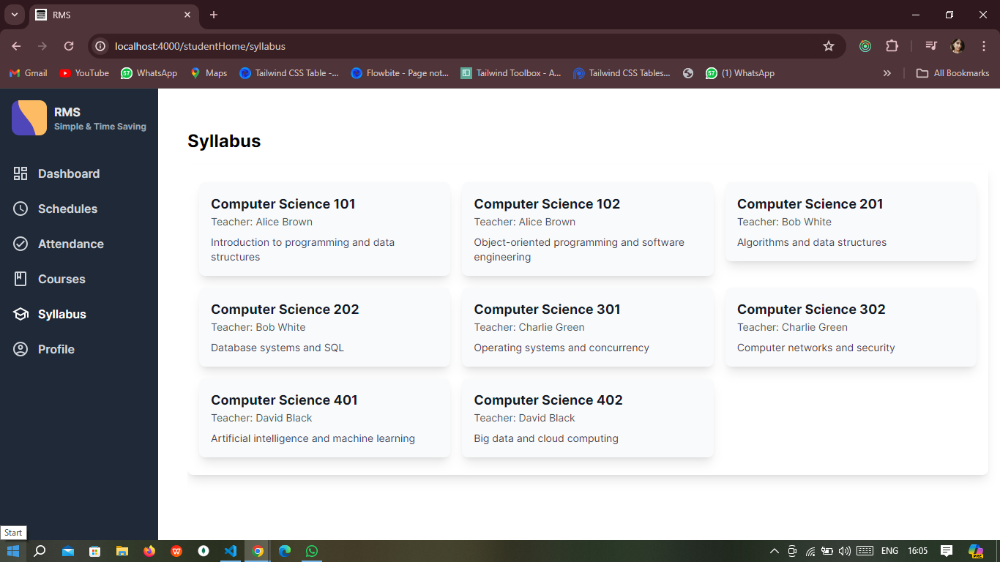 RMS
localhost:4000/studentHome/syllabus
Gmail
YouTube
57
WhatsApp
Maps
Tailwind CSS Table -...
Flowbite - Page not...
Tailwind Toolbox - A...
Tailwind CSS Tables...
57
(1) WhatsApp
All Bookmarks
RMS
Simple & Time Saving
Dashboard
Schedules
Attendance
Courses
Syllabus
Profile
Syllabus
Computer Science 101
Teacher: Alice Brown
Introduction to programming and data
structures
Computer Science 102
Teacher: Alice Brown
Object-oriented programming and software
engineering
Computer Science 201
Teacher: Bob White
Algorithms and data structures
Computer Science 202
Teacher: Bob White
Database systems and SQL
Computer Science 301
Teacher: Charlie Green
Operating systems and concurrency
Computer Science 302
Teacher: Charlie Green
Computer networks and security
Computer Science 401
Teacher: David Black
Artificial intelligence and machine learning
Computer Science 402
Teacher: David Black
Big data and cloud computing
Start
ENG
16:05
PRE